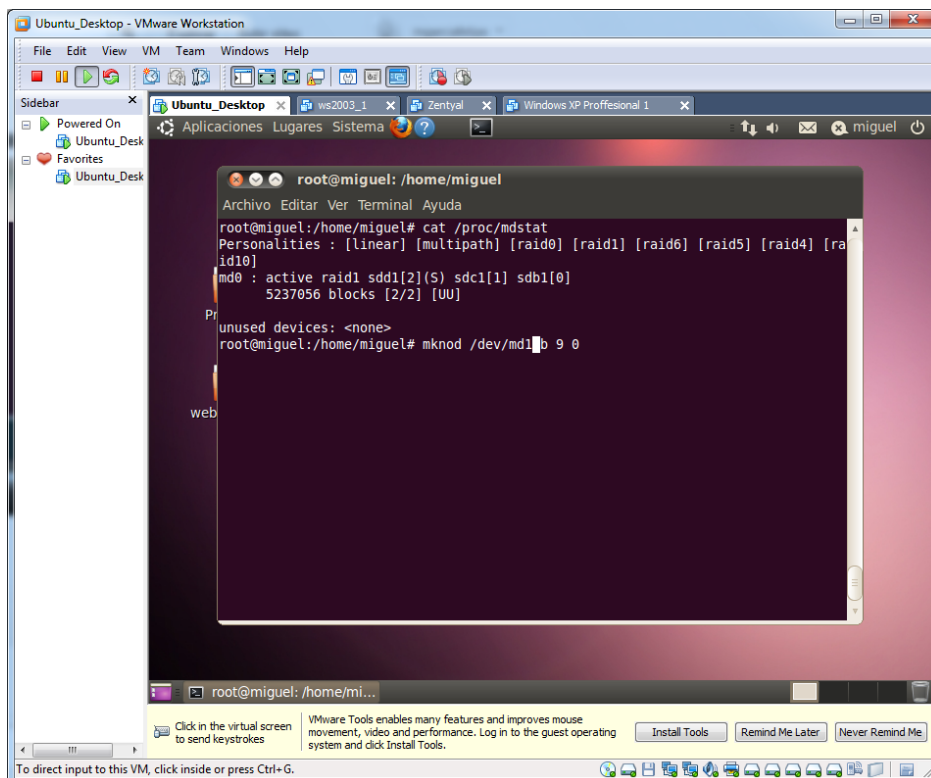 Ubuntu_Desktop - VMware Workstation
File Edit View VM Team Windows Help
Sidebar
Powered On
Ubuntu_Desk
Favorites
Ubuntu_Desk
Ubuntu_Desktop ws2003_1 Zentyal Windows XP Proffesional 1
Aplicaciones Lugares Sistema miguel
root@miguel: /home/miguel
Archivo Editar Ver Terminal Ayuda
root@miguel:/home/miguel# cat /proc/mdstat
Personalities : [linear] [multipath] [raid0] [raid1] [raid6] [raid5] [raid4] [ra
id10]
md0 : active raid1 sdd1[2](S) sdc1[1] sdb1[0]
5237056 blocks [2/2] [UU]
unused devices: <none>
root@miguel:/home/miguel# mknod /dev/md1 b 9 0
Pr
web
root@miguel: /home/mi...
Click in the virtual screen
to send keystrokes
VMware Tools enables many features and improves mouse
movement, video and performance. Log in to the guest operating
system and click Install Tools.
Install Tools Remind Me Later Never Remind Me
To direct input to this VM, click inside or press Ctrl+G.